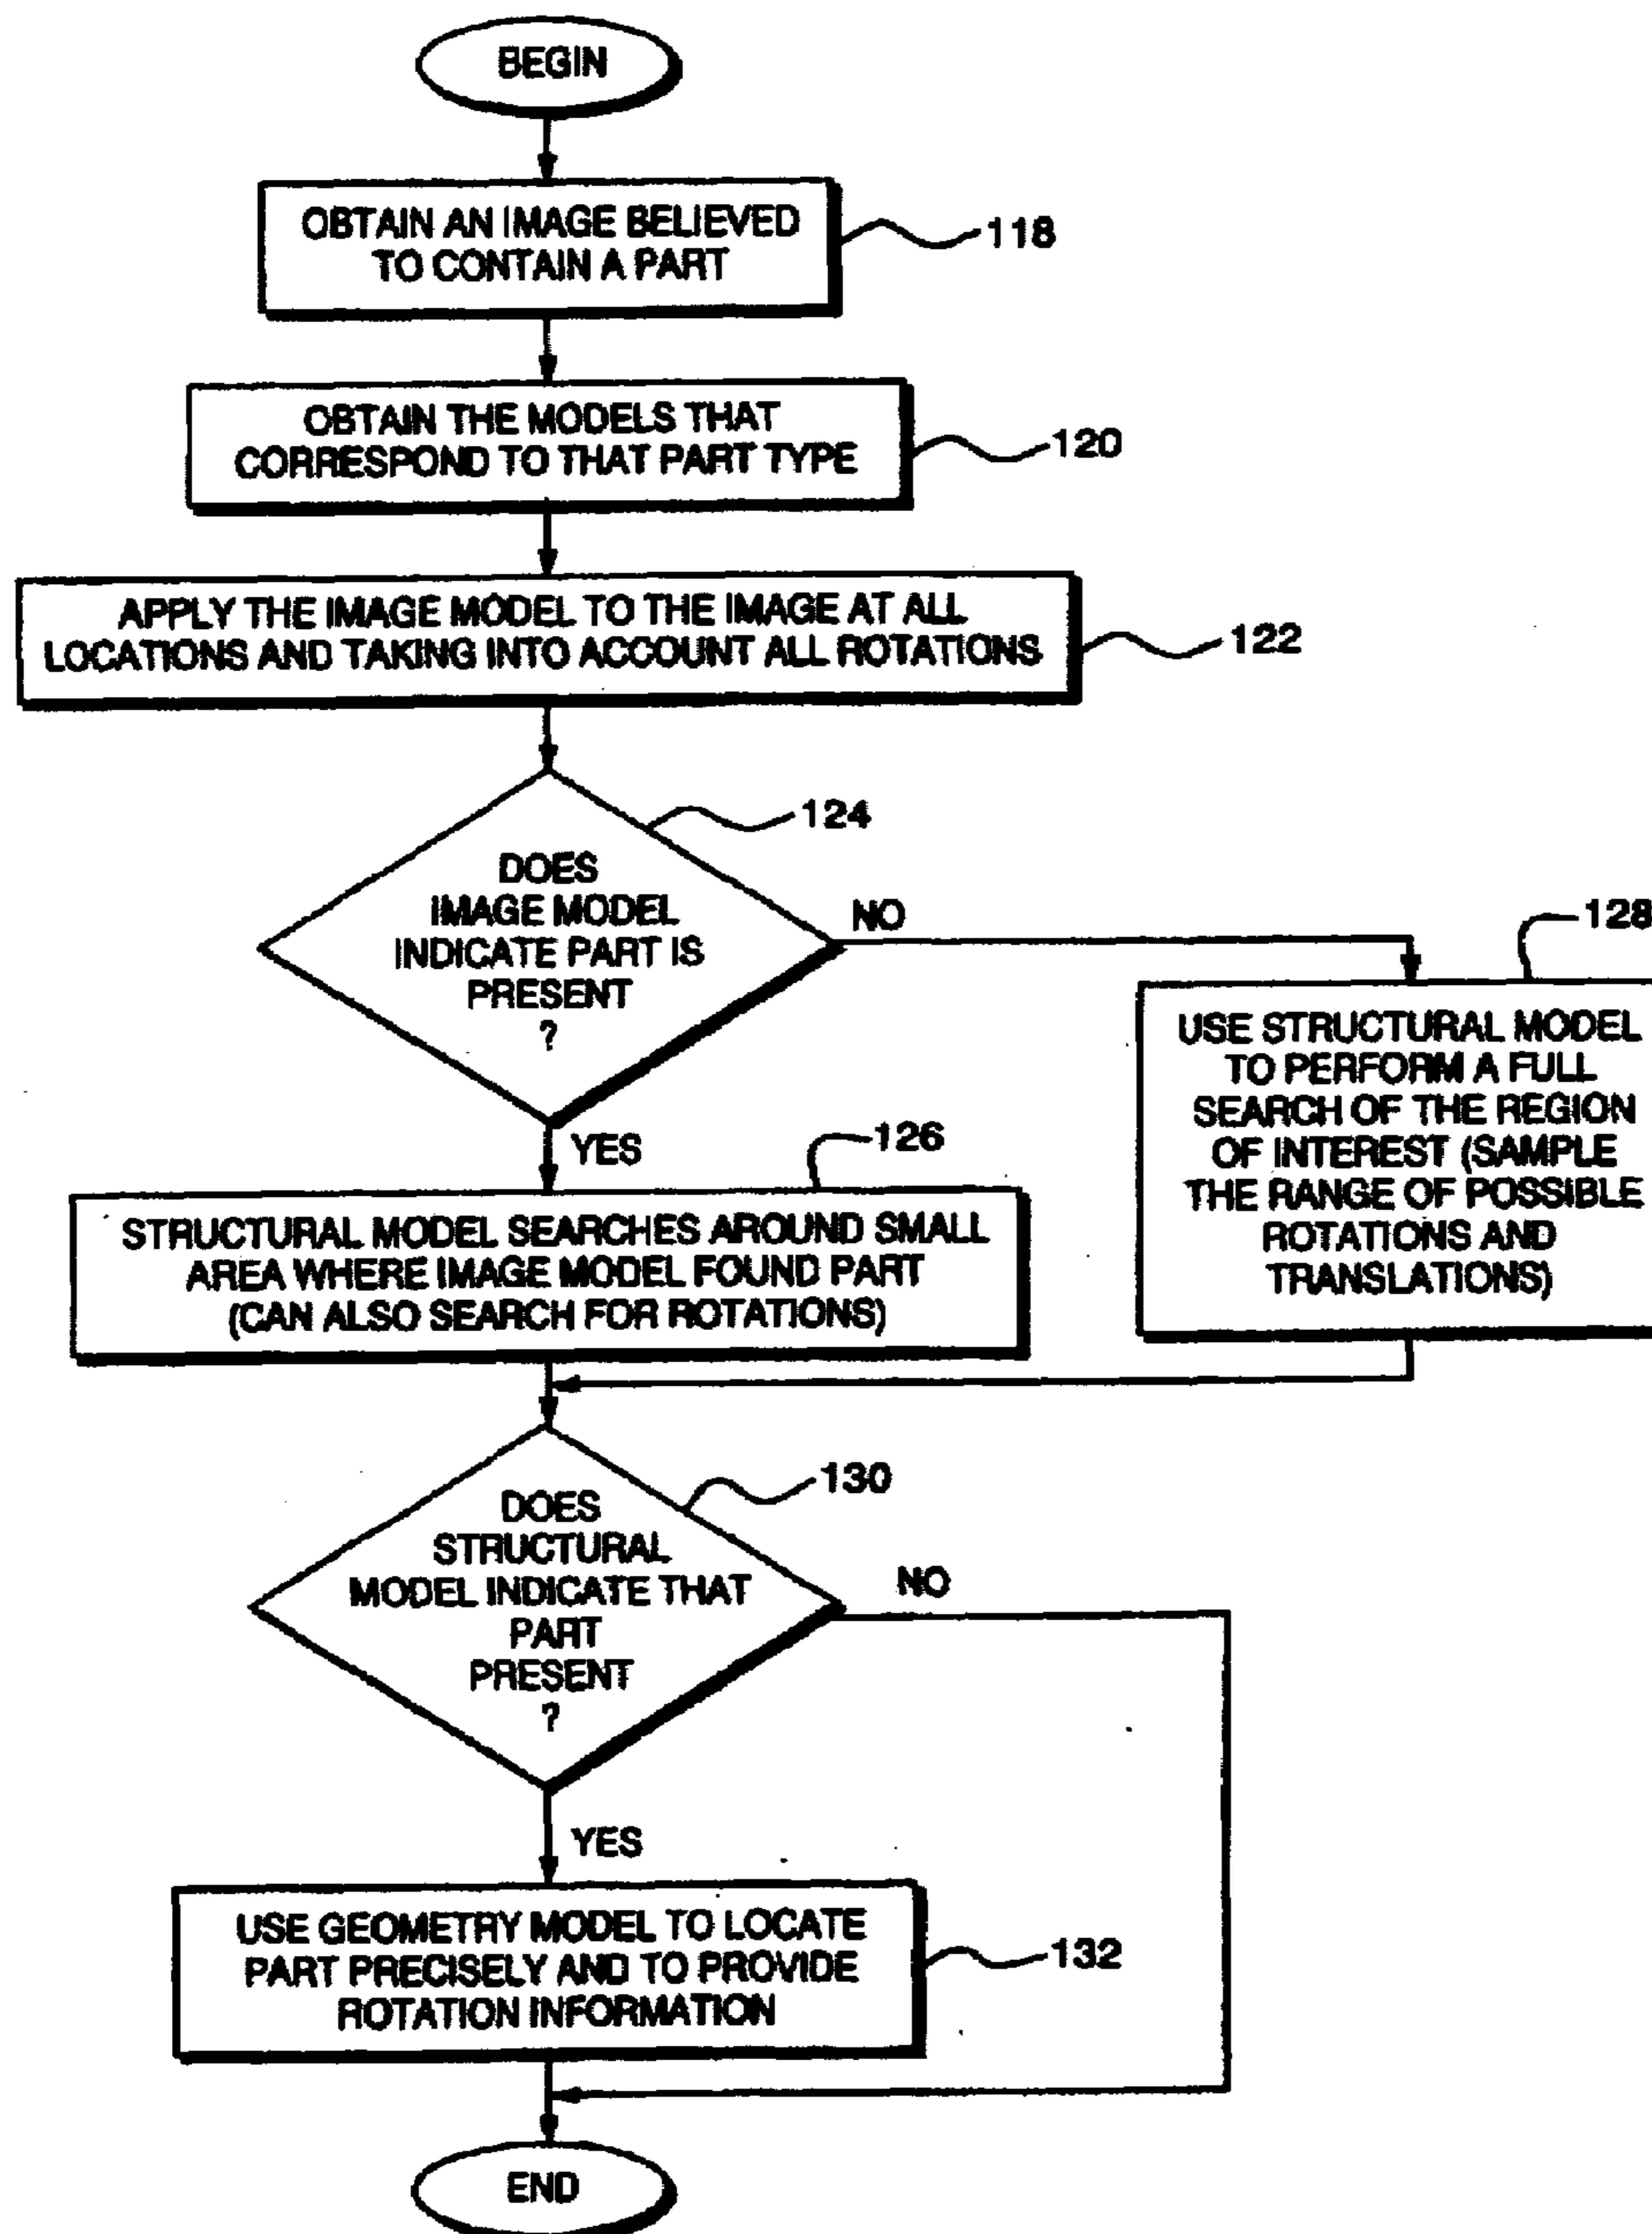 BEGIN
OBTAIN AN IMAGE BELIEVED
TO CONTAIN A PART
118
OBTAIN THE MODELS THAT
CORRESPOND TO THAT PART TYPE
120
APPLY THE IMAGE MODEL TO THE IMAGE AT ALL
LOCATIONS AND TAKING INTO ACCOUNT ALL ROTATIONS
122
124
DOES
IMAGE MODEL
INDICATE PART IS
PRESENT
?
NO
128
USE STRUCTURAL MODEL
TO PERFORM A FULL
SEARCH OF THE REGION
OF INTEREST (SAMPLE
THE RANGE OF POSSIBLE
ROTATIONS AND
TRANSLATIONS)
YES
126
STRUCTURAL MODEL SEARCHES AROUND SMALL
AREA WHERE IMAGE MODEL FOUND PART
(CAN ALSO SEARCH FOR ROTATIONS)
130
DOES
STRUCTURAL
MODEL INDICATE THAT
PART
PRESENT
?
NO
YES
USE GEOMETRY MODEL TO LOCATE
PART PRECISELY AND TO PROVIDE
ROTATION INFORMATION
132
END